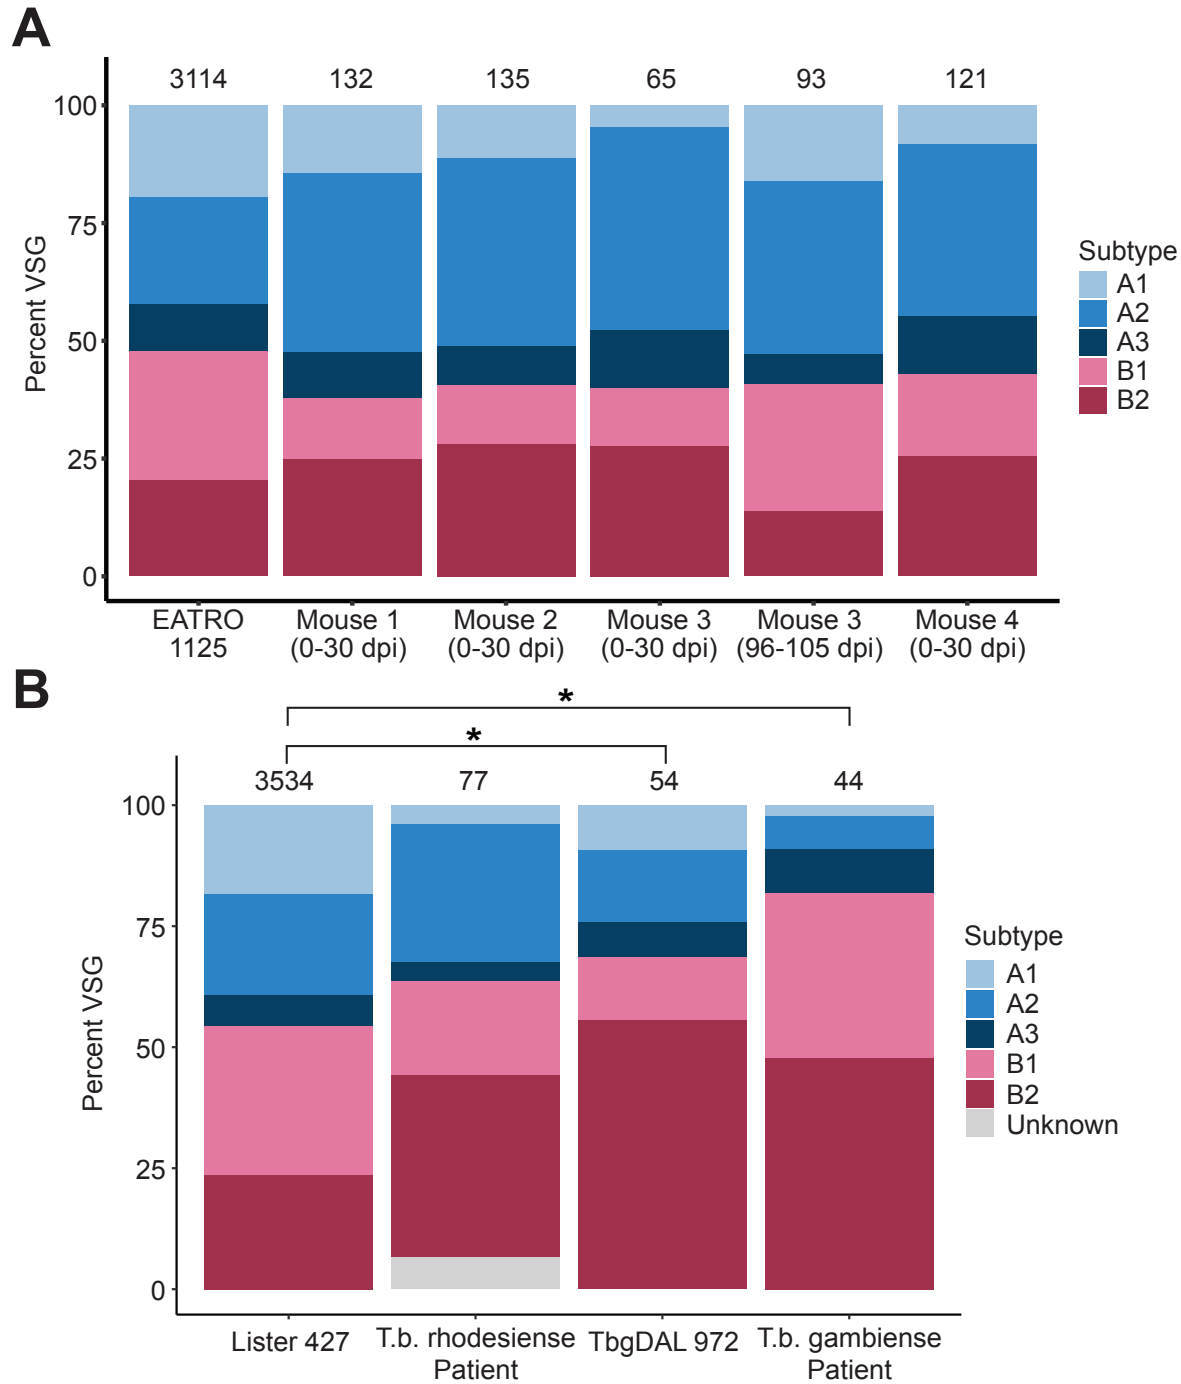 A
3114 132 135 65 93 121
100
75
50
25
0
Percent VSG
EATRO 1125
Mouse 1 (0-30 dpi)
Mouse 2 (0-30 dpi)
Mouse 3 (0-30 dpi)
Mouse 3 (96-105 dpi)
Mouse 4 (0-30 dpi)
Subtype
A1
A2
A3
B1
B2
B
*
*
3534 77 54 44
100
75
50
25
0
Percent VSG
Lister 427
T.b. rhodesiense Patient
TbgDAL 972
T.b. gambiense Patient
Subtype
A1
A2
A3
B1
B2
Unknown